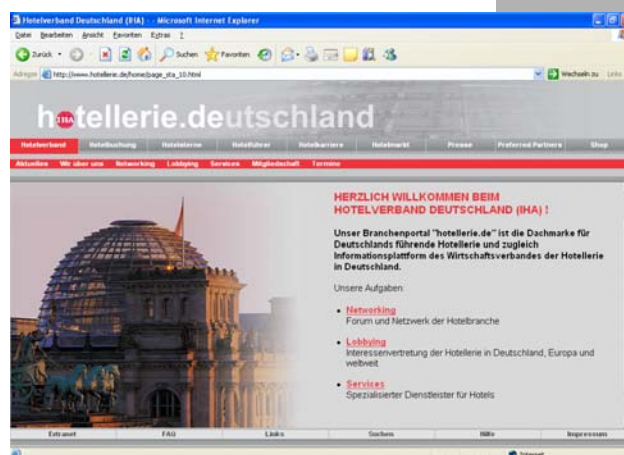 Hotelverband Deutschland (IHA) - - Microsoft Internet Explorer
Datei Bearbeiten Ansicht Favoriten Extras ?
Zurück Suchen Favoriten
Adresse http://www.hotellerie.de/home/page_sta_10.html Wechseln zu Links
hotellerie.deutschland
IHA
Hotelverband Hotelbuchung Hotelsterne Hotelführer Hotelkarriere Hotelmarkt Presse Preferred Partners Shop
Aktuelles Wir über uns Networking Lobbying Services Mitgliedschaft Termine
HERZLICH WILLKOMMEN BEIM
HOTELVERBAND DEUTSCHLAND (IHA) !
Unser Branchenportal "hotellerie.de" ist die Dachmarke für
Deutschlands führende Hotellerie und zugleich
Informationsplattform des Wirtschaftsverbandes der Hotellerie
in Deutschland.
Unsere Aufgaben:
• Networking
Forum und Netzwerk der Hotelbranche
• Lobbying
Interessenvertretung der Hotellerie in Deutschland, Europa und
weltweit
• Services
Spezialisierter Dienstleister für Hotels
Extranet FAQ Links Suchen Hilfe Impressum
Internet